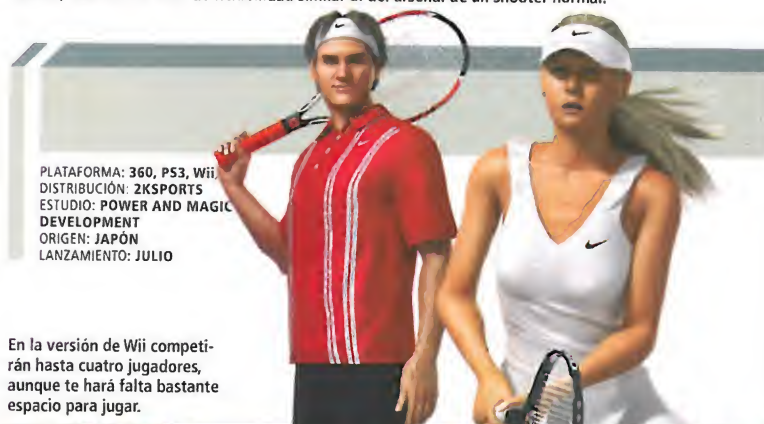 PLATAFORMA: 360, PS3, Wii,
DISTRIBUCIÓN: 2KSPORTS
ESTUDIO: POWER AND MAGIC
DEVELOPMENT
ORIGEN: JAPÓN
LANZAMIENTO: JULIO
En la versión de Wii competi-
rán hasta cuatro jugadores,
aunque te hará falta bastante
espacio para jugar.